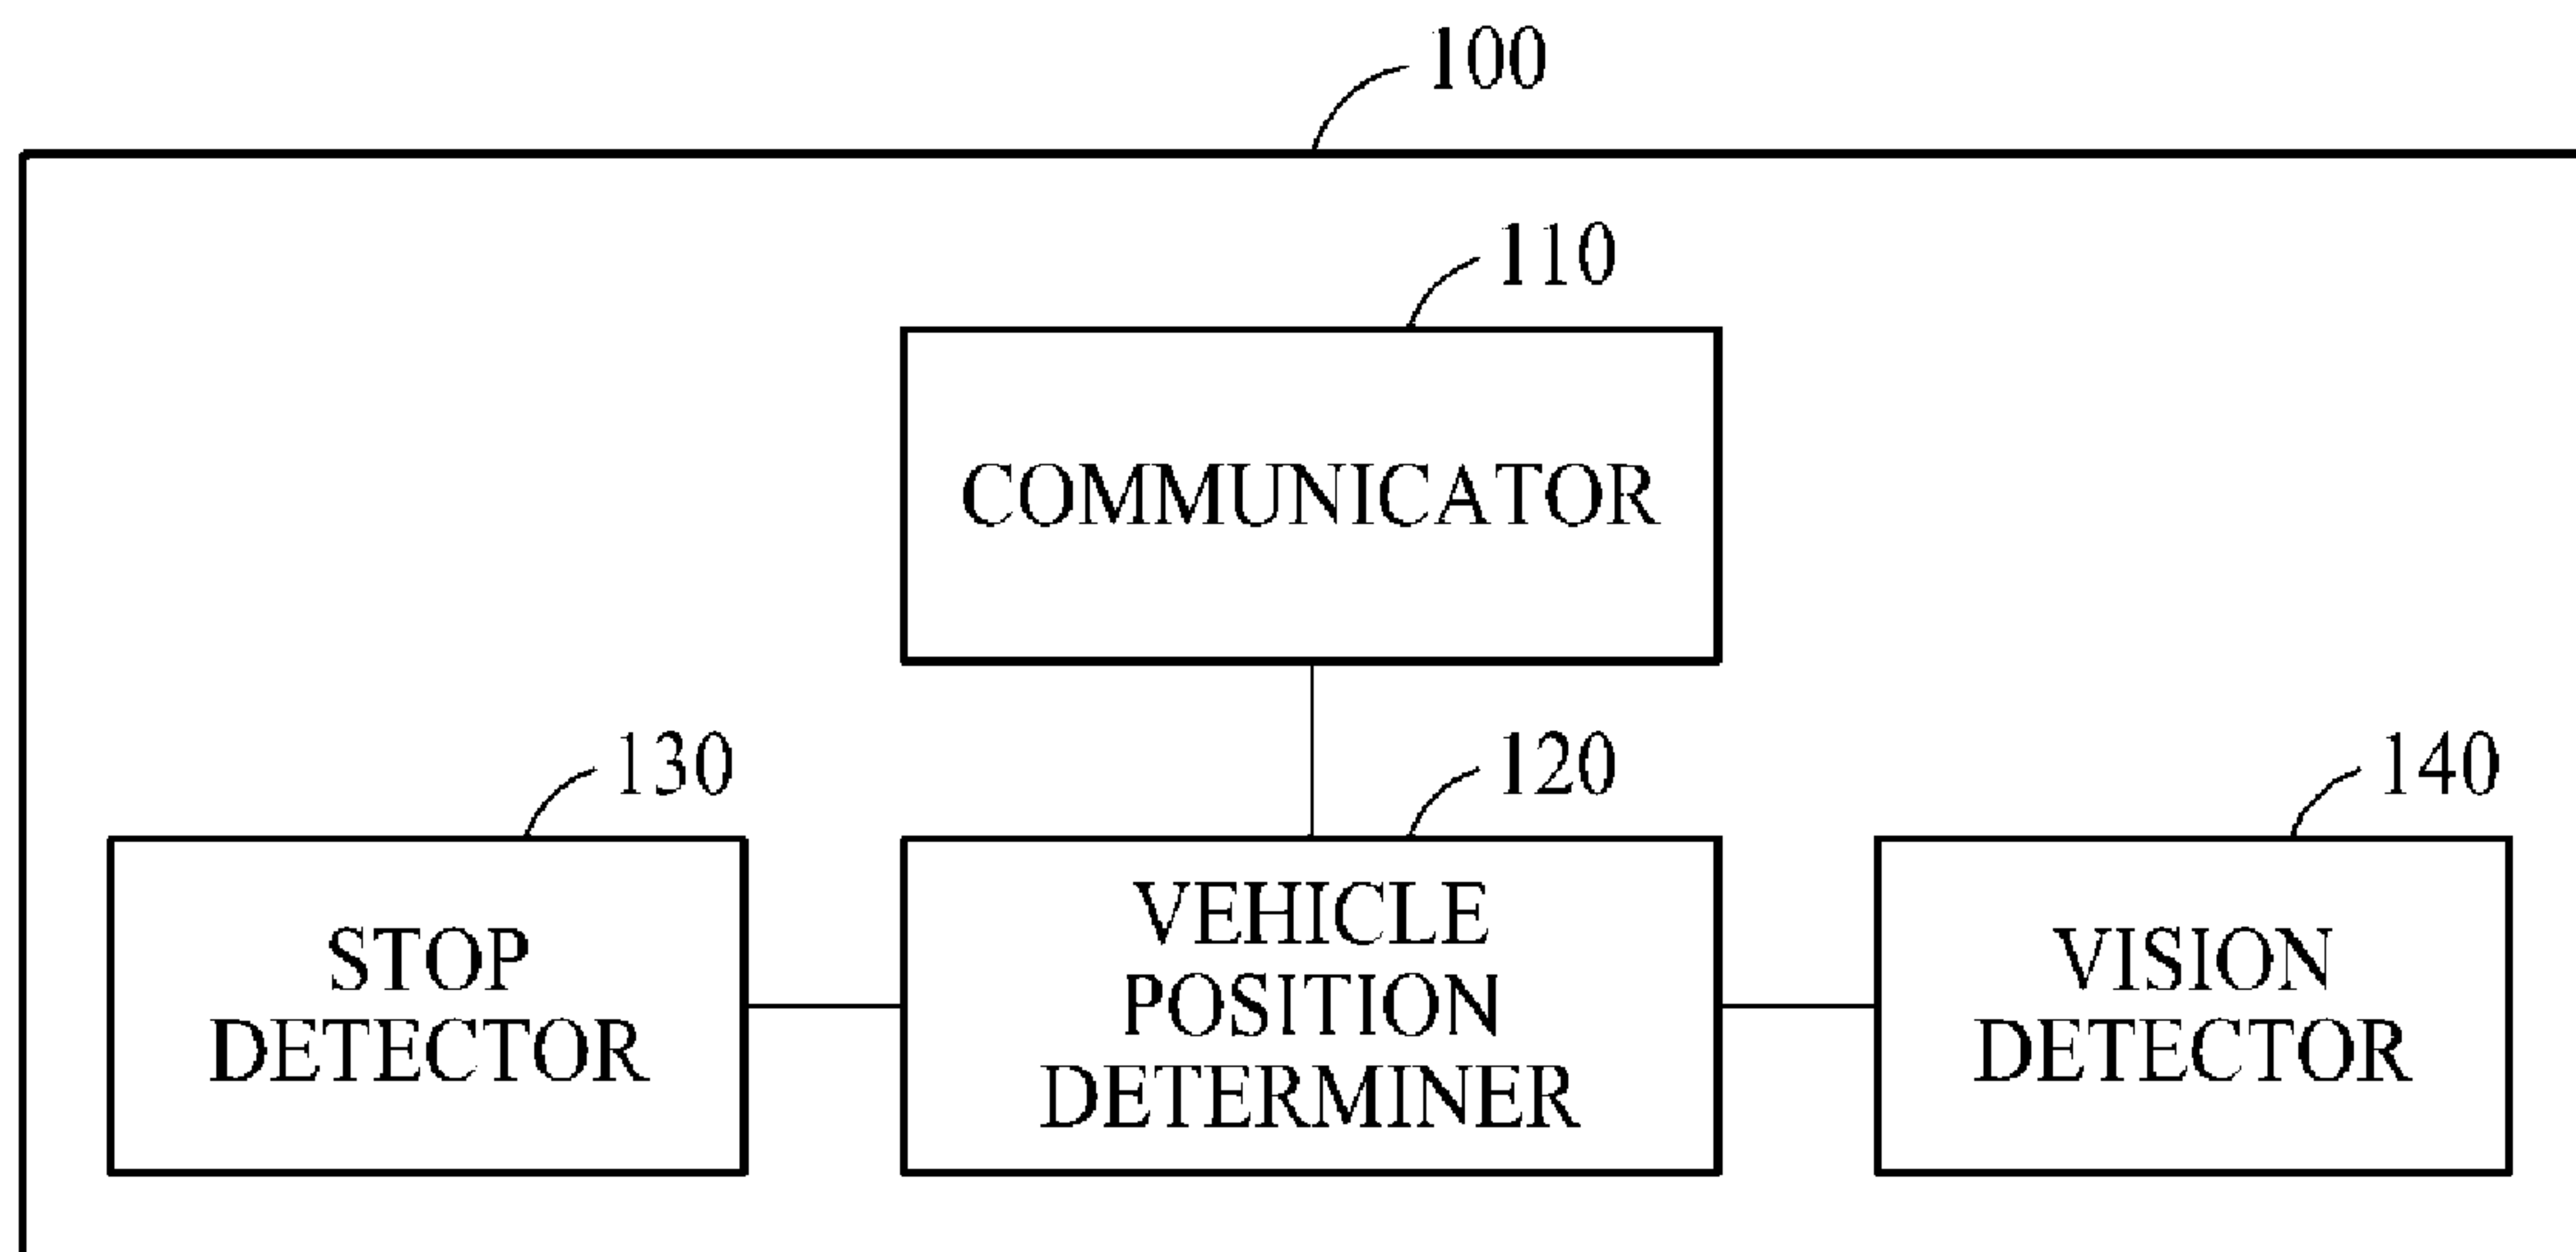 100
110
COMMUNICATOR
130
120
140
STOP
DETECTOR
VEHICLE
POSITION
DETERMINER
VISION
DETECTOR